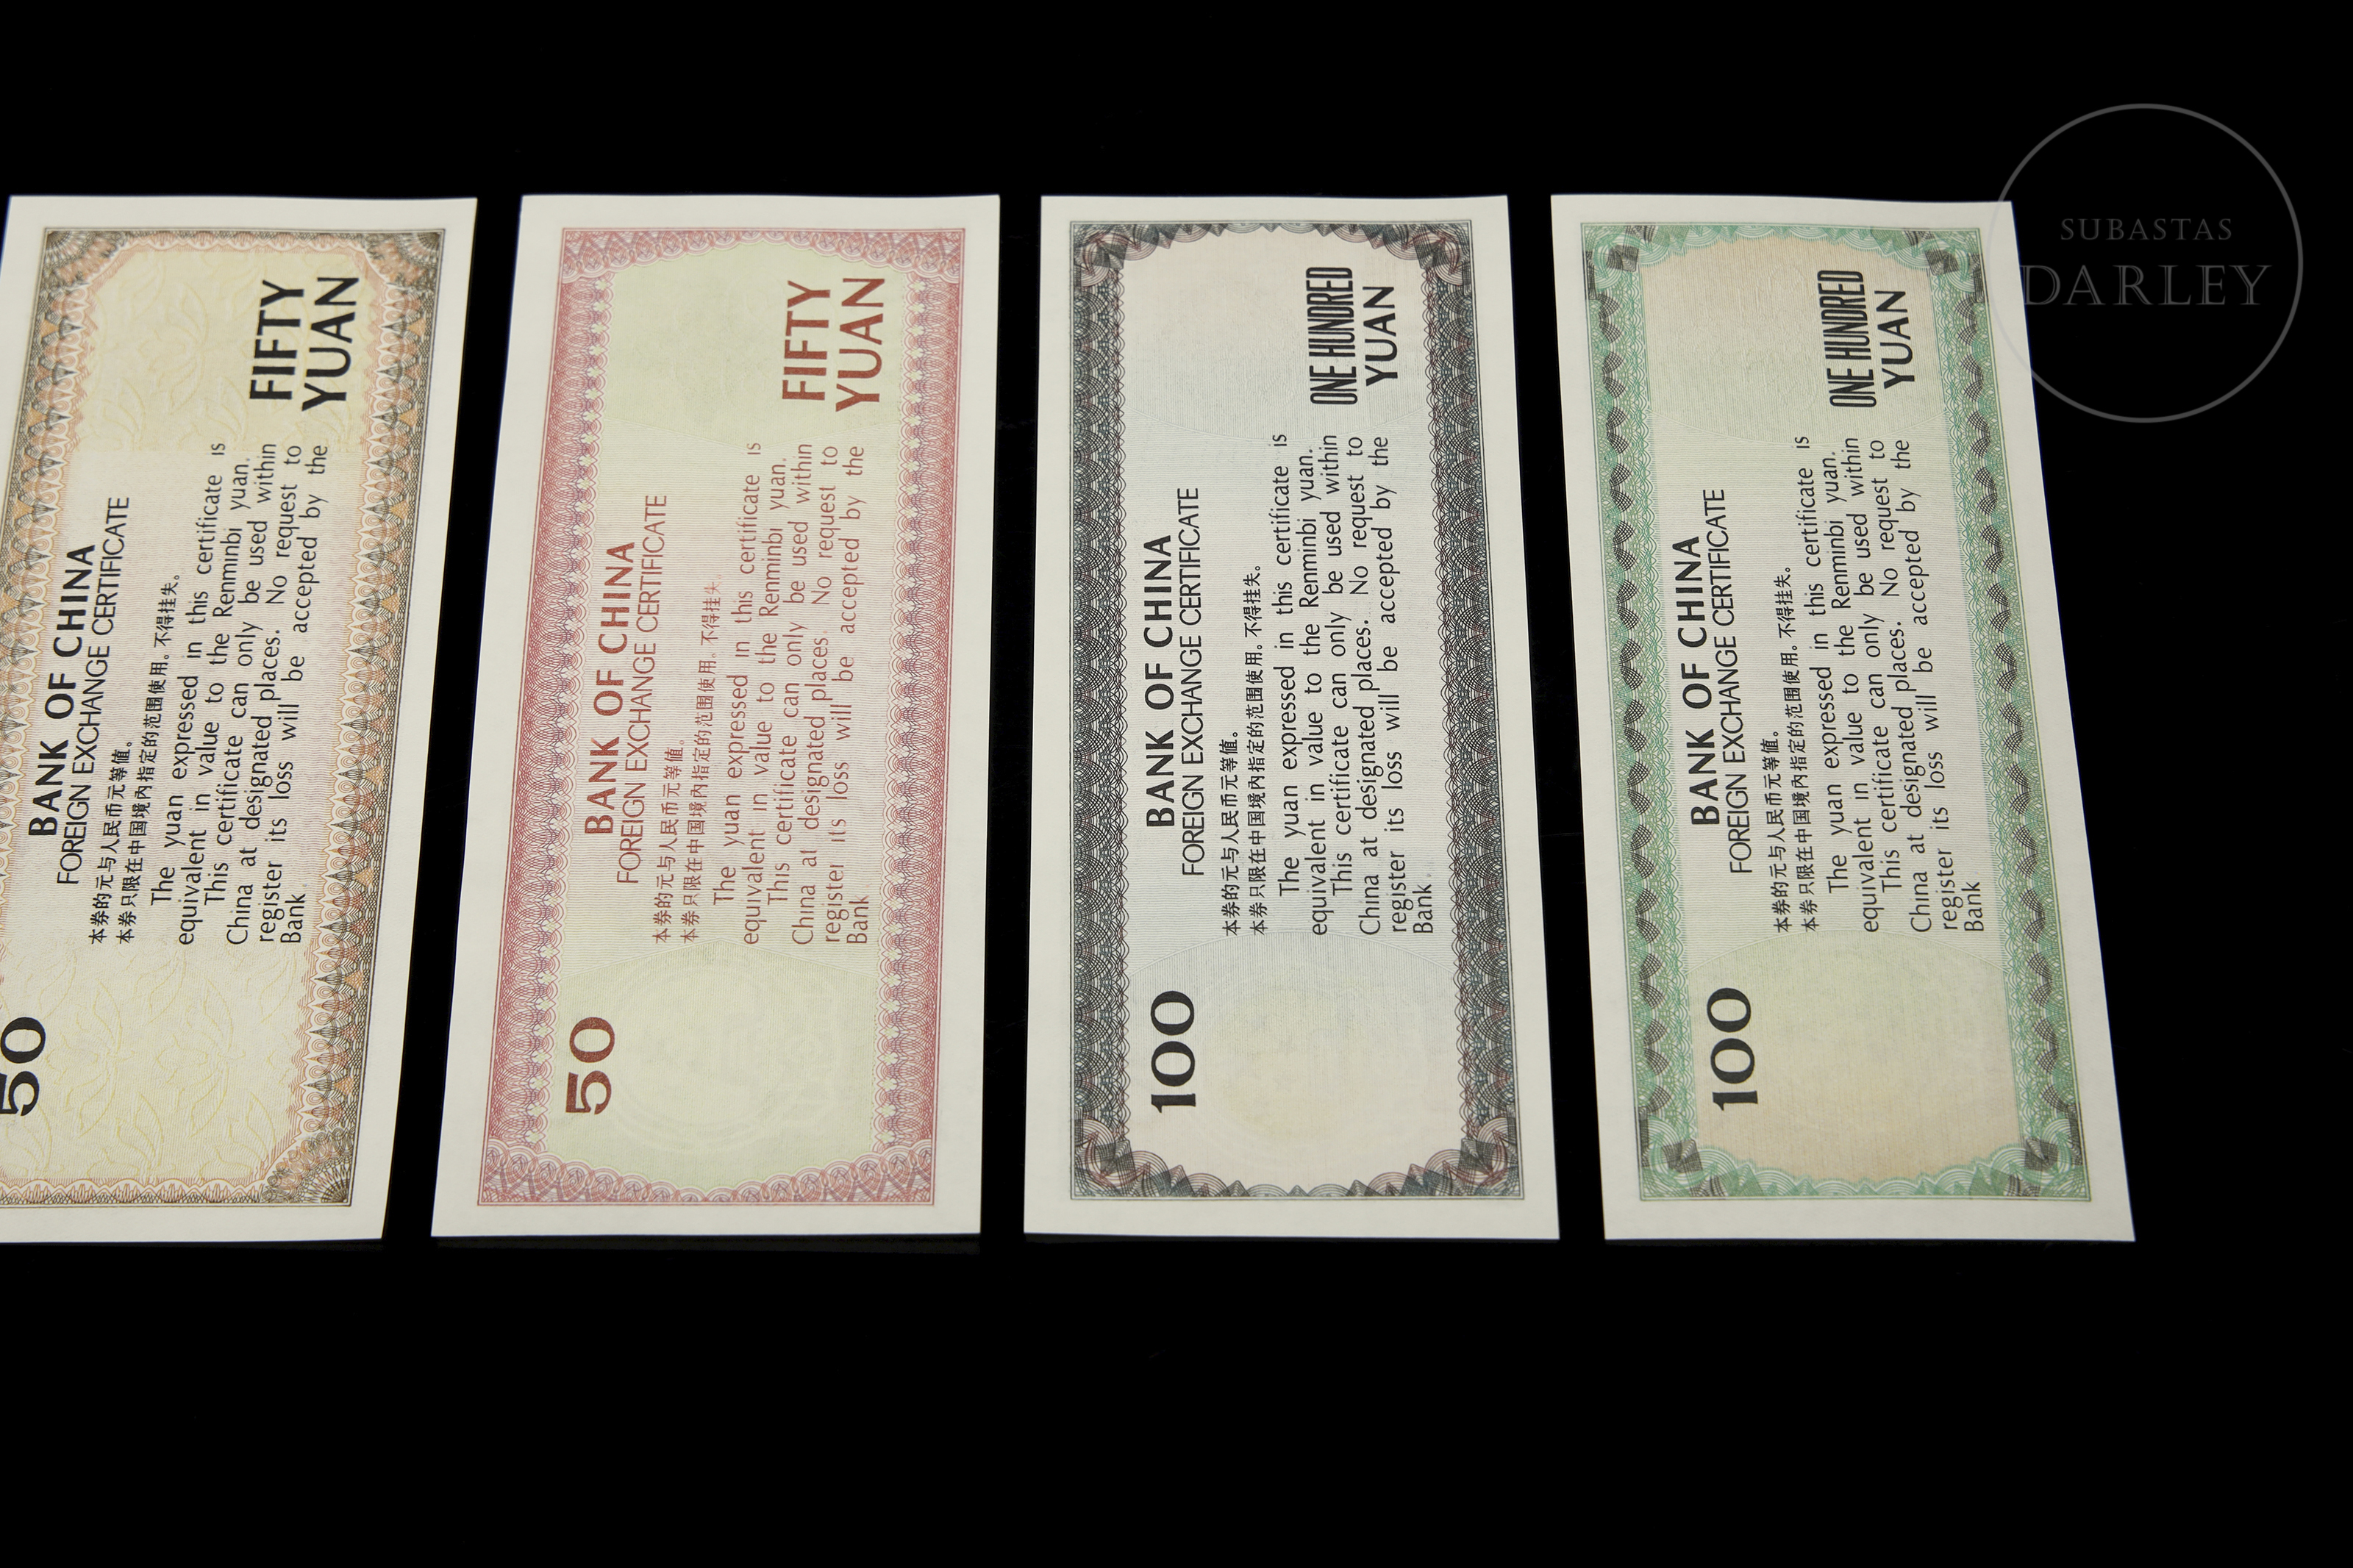 BANK OF CHINA
FOREIGN EXCHANGE CERTIFICATE
本券的元与人民币元等值。
本券只限在中国境内指定的范围使用。不得挂失。
The yuan expressed in this certificate is
equivalent in value to the Renminbi yuan.
This certificate can only be used within
China at designated places. No request to
register its loss will be accepted by the
Bank.
50
FIFTY
YUAN
BANK OF CHINA
FOREIGN EXCHANGE CERTIFICATE
本券的元与人民币元等值。
本券只限在中国境内指定的范围使用。不得挂失。
The yuan expressed in this certificate is
equivalent in value to the Renminbi yuan.
This certificate can only be used within
China at designated places. No request to
register its loss will be accepted by the
Bank
50
FIFTY
YUAN
BANK OF CHINA
FOREIGN EXCHANGE CERTIFICATE
本券的元与人民币元等值。
本券只限在中国境内指定的范围使用。不得挂失。
The yuan expressed in this certificate is
equivalent in value to the Renminbi yuan.
This certificate can only be used within
China at designated places. No request to
register its loss will be accepted by the
Bank.
100
ONE HUNDRED
YUAN
BANK OF CHINA
FOREIGN EXCHANGE CERTIFICATE
本券的元与人民币元等值。
本券只限在中国境内指定的范围使用。不得挂失。
The yuan expressed in this certificate is
equivalent in value to the Renminbi yuan.
This certificate can only be used within
China at designated places. No request to
register its loss will be accepted by the
Bank
100
ONE HUNDRED
YUAN
SUBASTAS
DARLEY